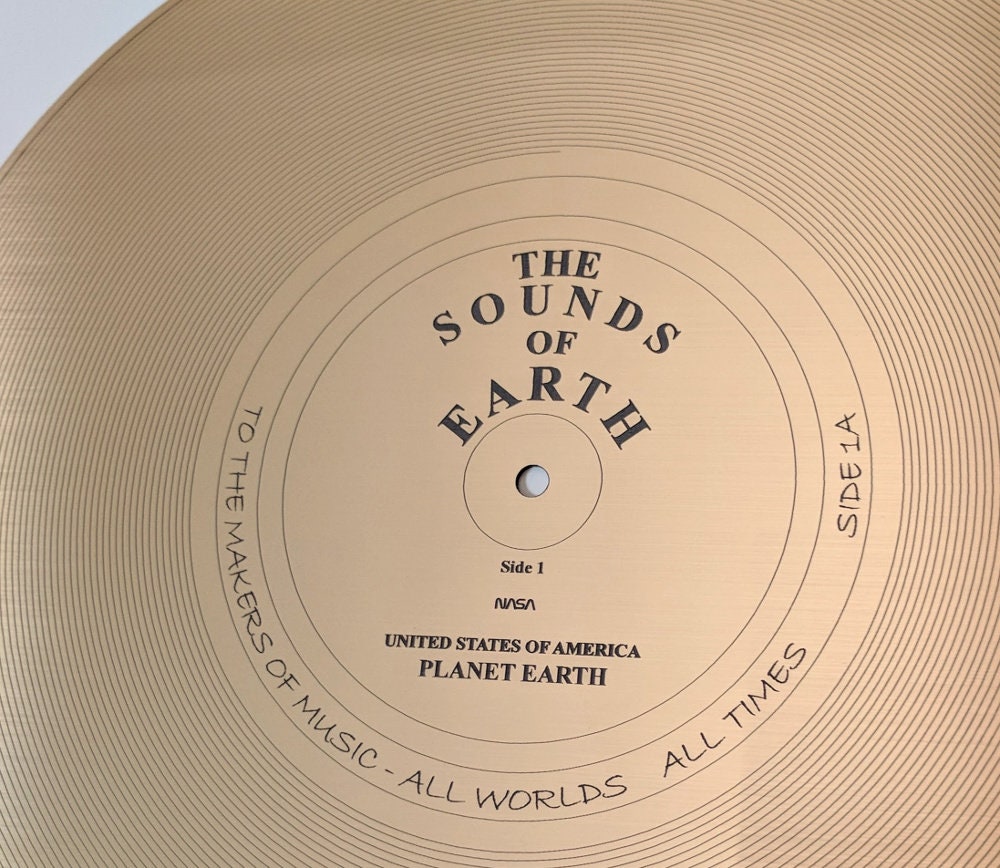 THE
SOUNDS
OF
EARTH
Side 1
NASA
UNITED STATES OF AMERICA
PLANET EARTH
TO THE MAKERS OF MUSIC - ALL WORLDS ALL TIMES
SIDE 1A